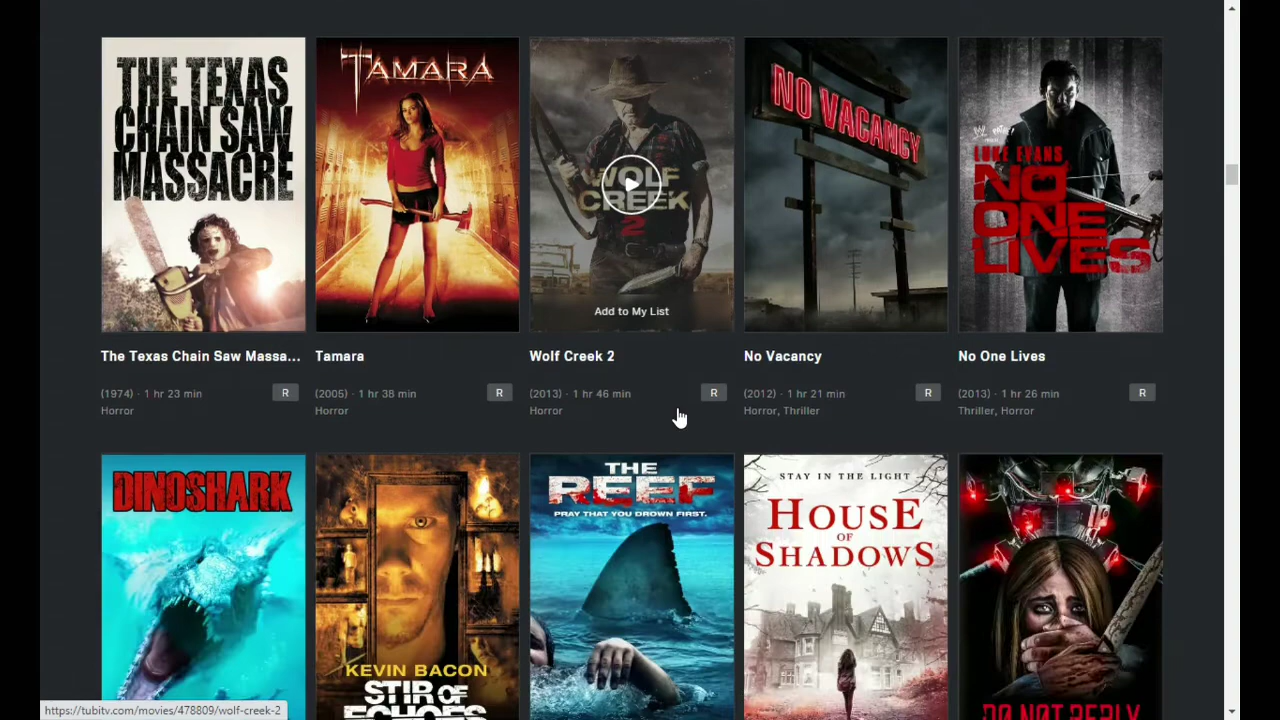 THE TEXAS
CHAIN SAW
MASSACRE
TAMARA
WOLF
CREEK
2
Add to My List
NO VACANCY
LUKE EVANS
NO
ONE
LIVES
The Texas Chain Saw Massa...
Tamara
Wolf Creek 2
No Vacancy
No One Lives
(1974) · 1 hr 23 min
R
(2005) · 1 hr 38 min
R
(2013) · 1 hr 46 min
R
(2012) · 1 hr 21 min
R
(2013) · 1 hr 26 min
R
Horror
Horror
Horror
Horror, Thriller
Thriller, Horror
DINOSHARK
KEVIN BACON
STIR OF
ECHOES
THE
REEF
PRAY THAT YOU DROWN FIRST.
STAY IN THE LIGHT
HOUSE
OF
SHADOWS
DO NOT REPLY
https://tubitv.com/movies/478809/wolf-creek-2